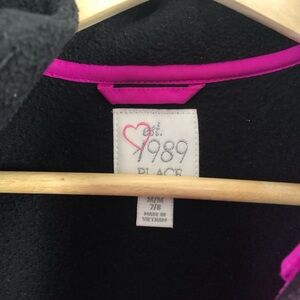 est.
1989
PLACE
M/M
7/8
MADE IN
VIETNAM